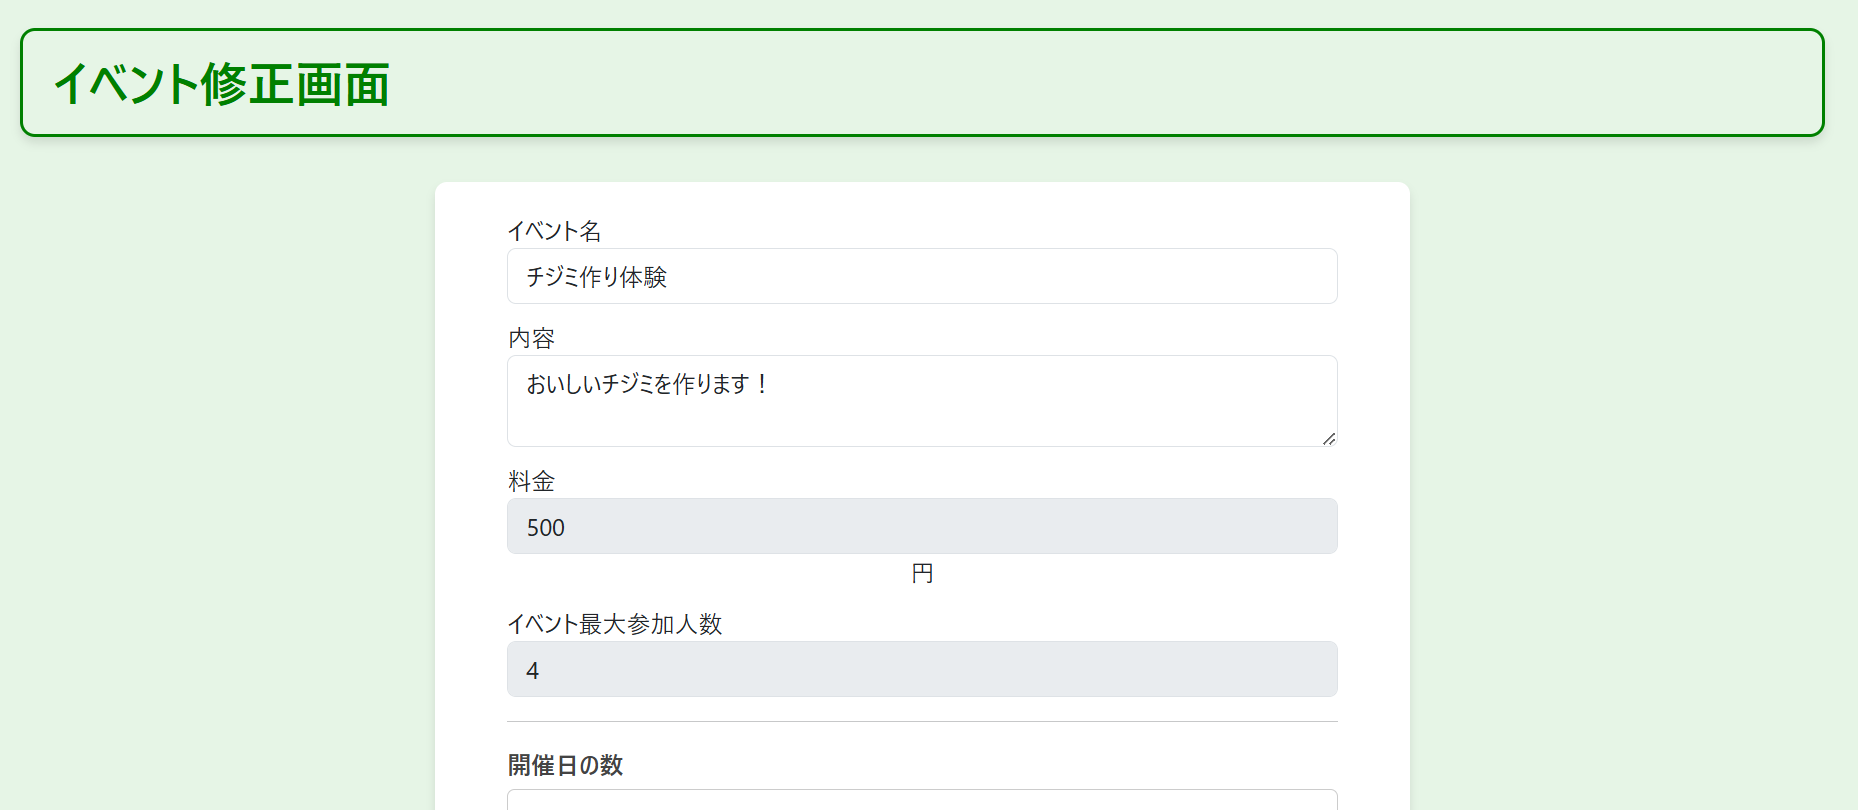 イベント修正画面
イベント名
チジミ作り体験
内容
おいしいチジミを作ります！
料金
500
円
イベント最大参加人数
4
開催日の数